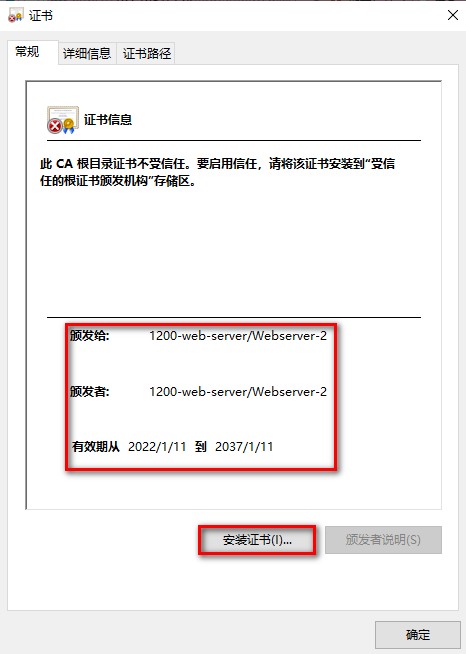 证书
常规 详细信息 证书路径
证书信息
此 CA 根目录证书不受信任。要启用信任，请将该证书安装到“受信
任的根证书颁发机构”存储区。
颁发给: 1200-web-server/Webserver-2
颁发者: 1200-web-server/Webserver-2
有效期从 2022/1/11 到 2037/1/11
安装证书(I)... 颁发者说明(S)
确定